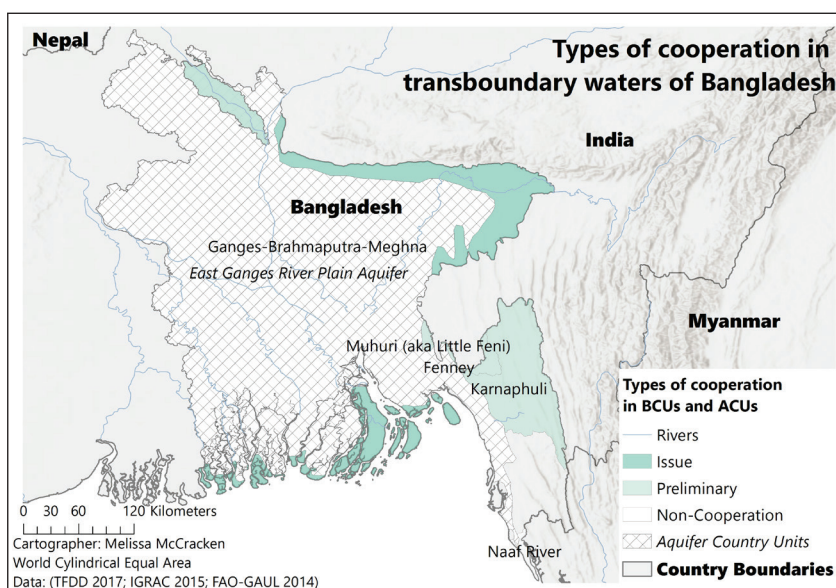 Nepal
Types of cooperation in
transboundary waters of Bangladesh
India
Bangladesh
Ganges-Brahmaputra-Meghna
East Ganges River Plain Aquifer
Myanmar
Muhuri (aka Little Feni)
Fenney
Karnaphuli
Types of cooperation
in BCUs and ACUs
Rivers
Issue
Preliminary
Non-Cooperation
Aquifer Country Units
Country Boundaries
0 30 60 120 Kilometers
Naaf River
Cartographer: Melissa McCracken
World Cylindrical Equal Area
Data: (TFDD 2017; IGRAC 2015; FAO-GAUL 2014)